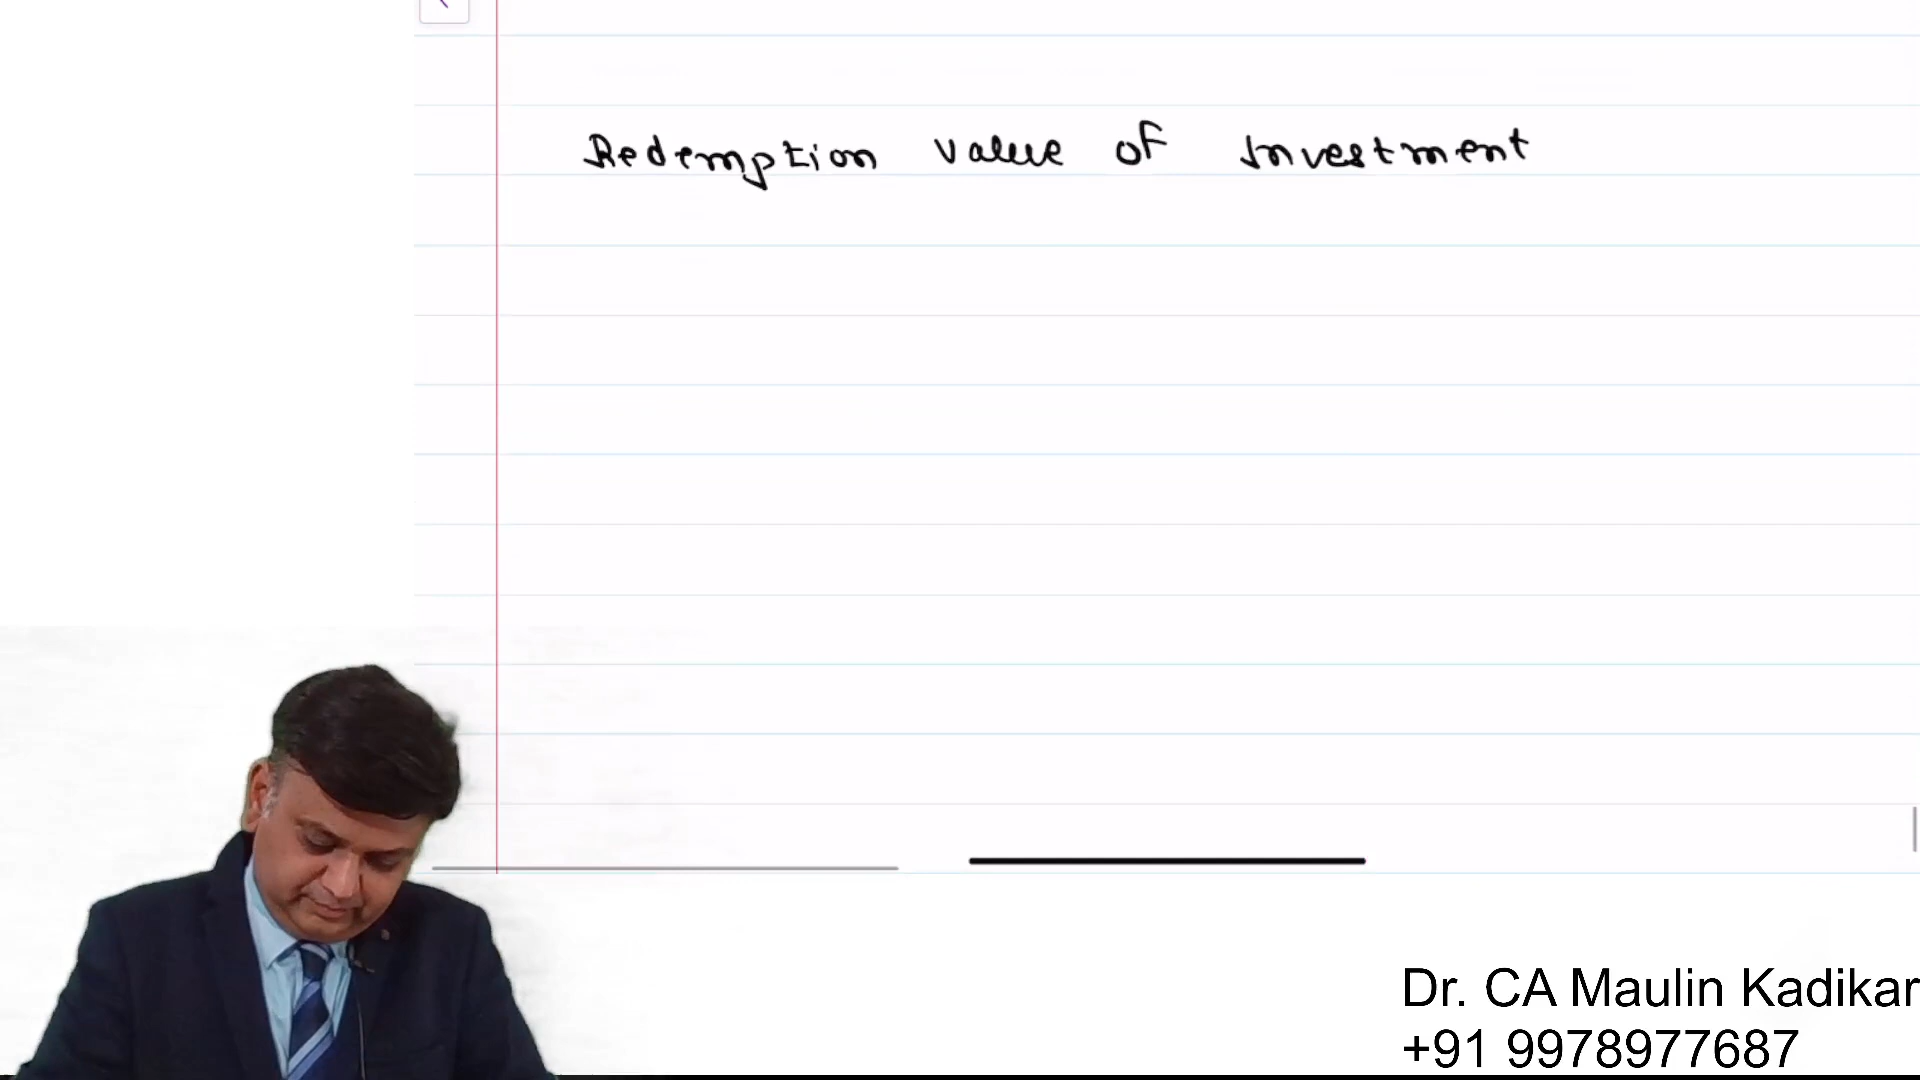 Redemption value of Investment
Dr. CA Maulin Kadikar
+91 9978977687